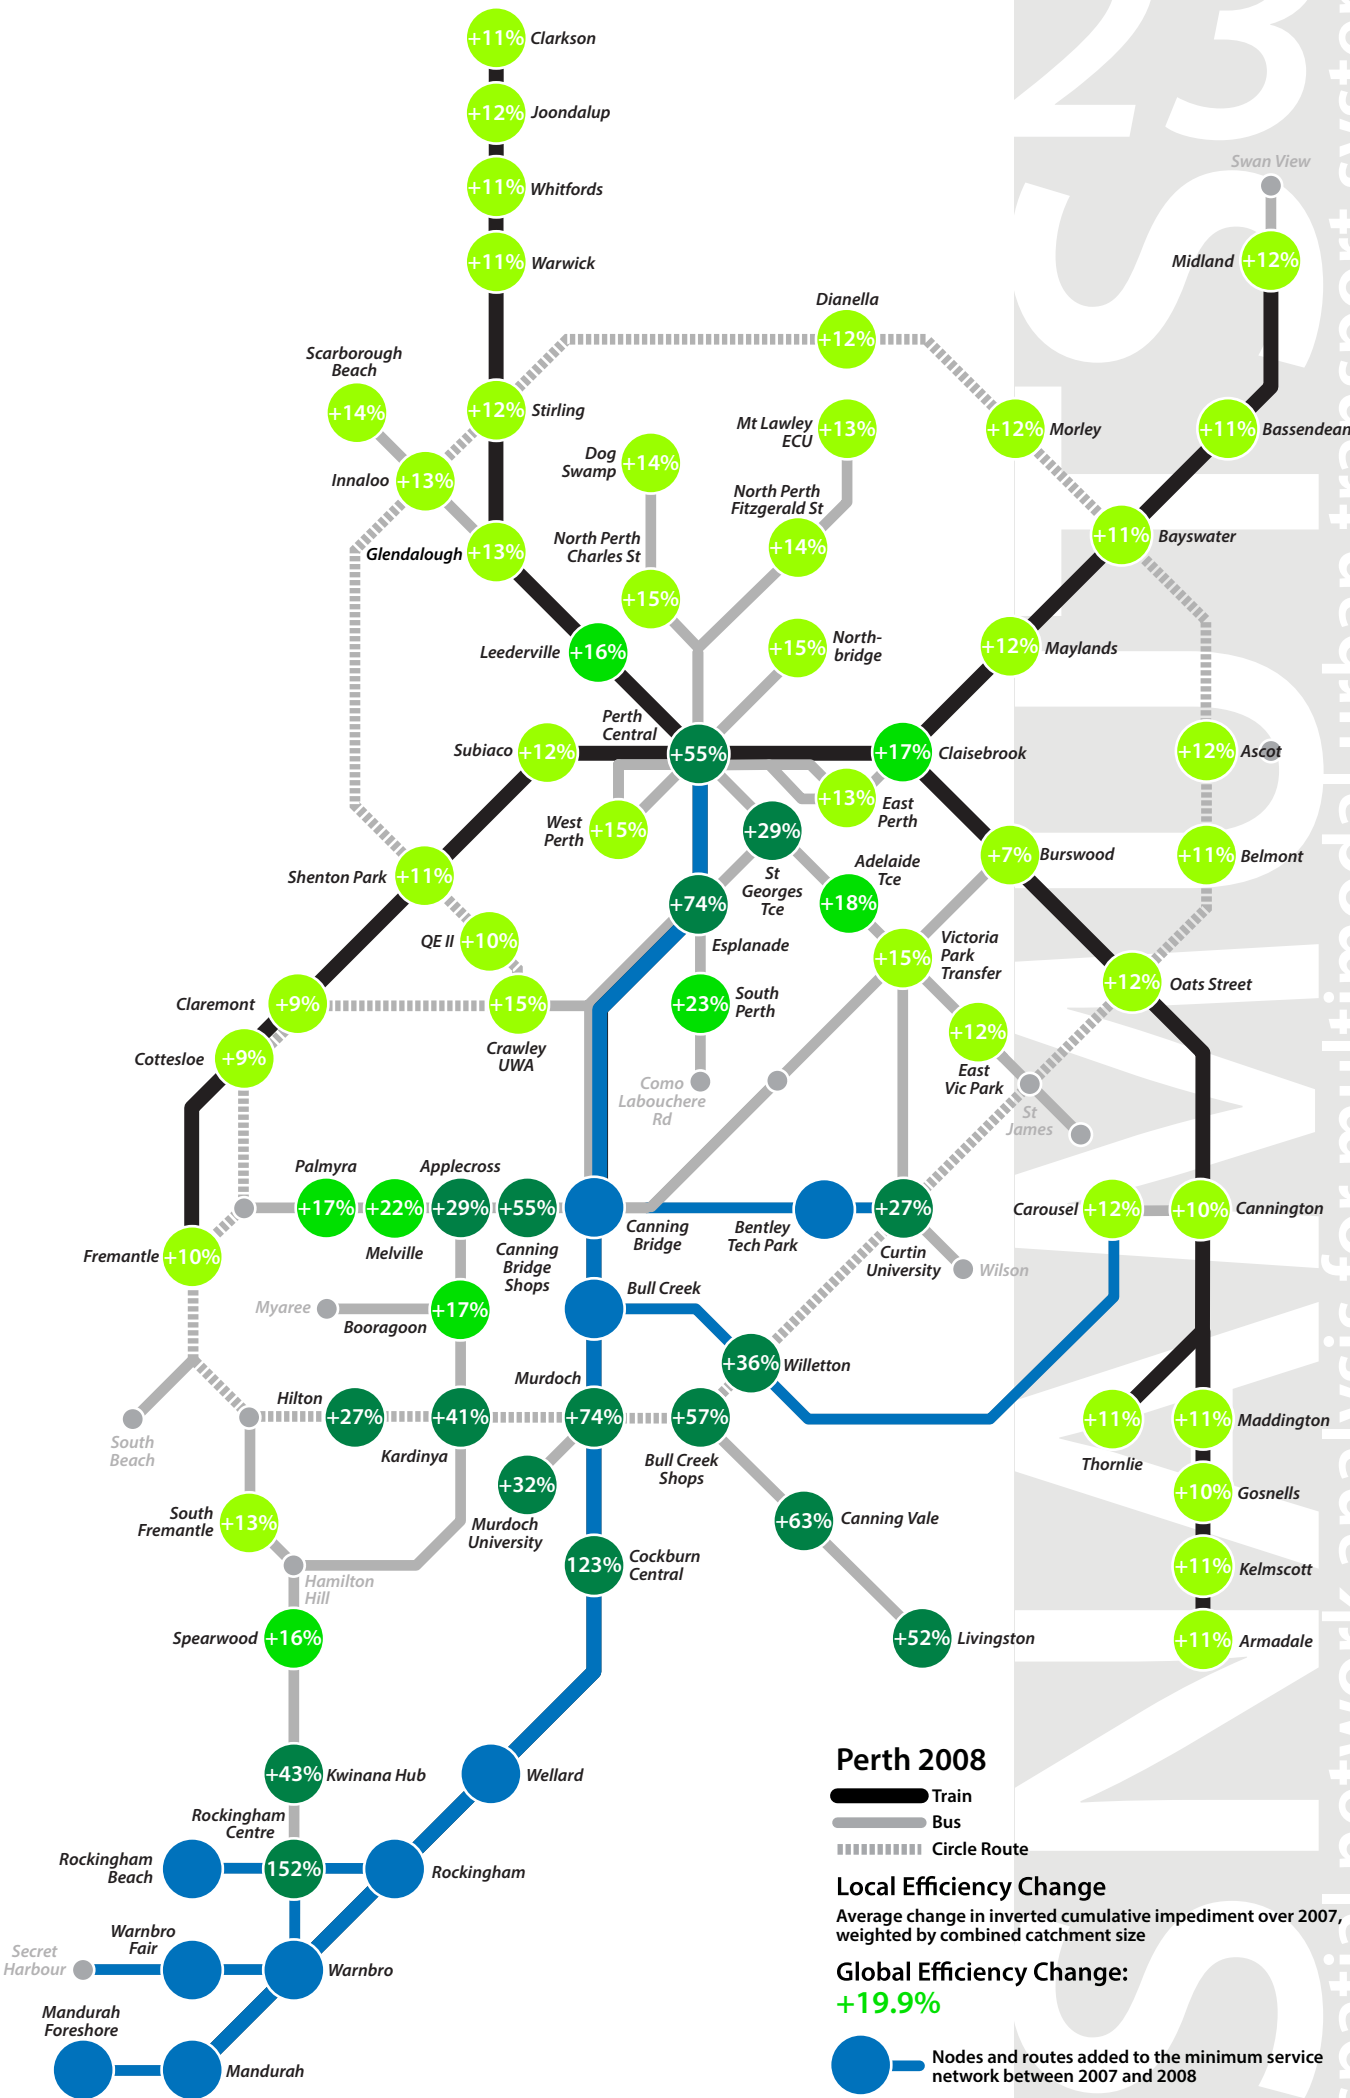 +11% Clarkson
+12% Joondalup
+11% Whitfords
+11% Warwick
Swan View
Midland +12%
Dianella
+12%
Scarborough
Beach
+14%
+12% Stirling
Mt Lawley
ECU
+13%
+12% Morley
+11% Bassendean
Dog
Swamp
+14%
Innaloo +13%
North Perth
Fitzgerald St
+14%
Glendalough +13%
North Perth
Charles St
+15%
+11% Bayswater
Leederville +16%
+15% North-
bridge
+12% Maylands
Perth
Central
+55%
Subiaco +12%
+17% Claisebrook
+12% Ascot
West
Perth
+15%
+13% East
Perth
+29%
St
Georges
Tce
+7% Burswood
+11% Belmont
Adelaide
Tce
+18%
Shenton Park +11%
+74%
Esplanade
QE II +10%
+15% Victoria
Park
Transfer
+12% Oats Street
Claremont +9%
+15%
Crawley
UWA
+23% South
Perth
+12%
East
Vic Park
Cottesloe +9%
Como
Labouchere
Rd
St
James
Palmyra
+17%
+22%
Melville
Applecross
+29%
+55%
Canning
Bridge
Shops
Canning
Bridge
Bentley
Tech Park
+27%
Curtin
University
Wilson
Carousel +12%
+10% Cannington
Fremantle +10%
Myaree
+17%
Booragoon
Bull Creek
+36% Willetton
Murdoch
+74%
Hilton
+27%
+41%
Kardinya
+57%
Bull Creek
Shops
South
Beach
+11%
Thornlie
+11% Maddington
+32%
Murdoch
University
+10% Gosnells
South
Fremantle
+13%
+63% Canning Vale
123% Cockburn
Central
+11% Kelmscott
Hamilton
Hill
Spearwood +16%
+52% Livingston
+11% Armadale
+43% Kwinana Hub
Wellard
Rockingham
Centre
152%
Rockingham
Beach
Rockingham
Warnbro
Fair
Secret
Harbour
Warnbro
Mandurah
Foreshore
Mandurah
Perth 2008
Train
Bus
Circle Route
Local Efficiency Change
Average change in inverted cumulative impediment over 2007,
weighted by combined catchment size
Global Efficiency Change:
+19.9%
Nodes and routes added to the minimum service
network between 2007 and 2008
SNAMUTS
23